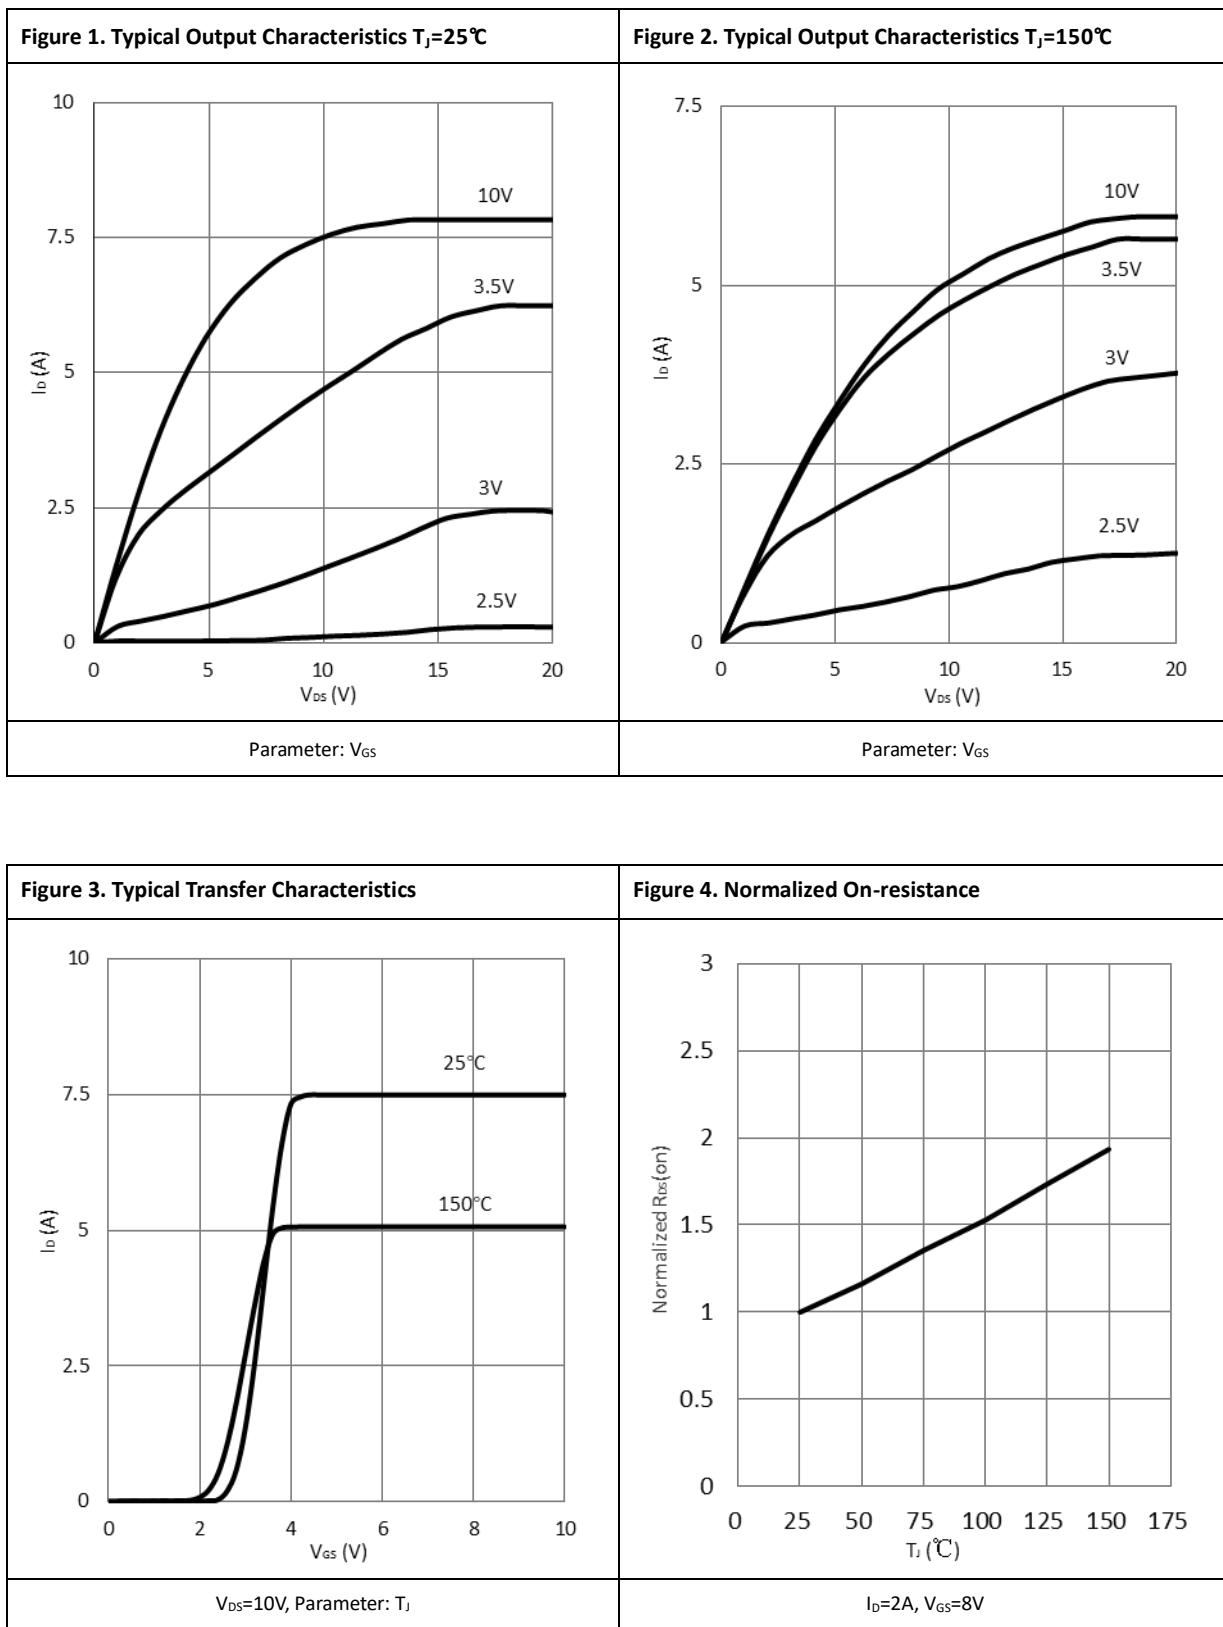 Figure 1. Typical Output Characteristics TJ=25℃
Figure 2. Typical Output Characteristics TJ=150℃
10
7.5
5
2.5
0
ID (A)
10V
3.5V
3V
2.5V
0 5 10 15 20
VDS (V)
7.5
5
2.5
0
ID (A)
10V
3.5V
3V
2.5V
0 5 10 15 20
VDS (V)
Parameter: VGS
Parameter: VGS
Figure 3. Typical Transfer Characteristics
Figure 4. Normalized On-resistance
10
7.5
5
2.5
0
ID (A)
25°C
150°C
0 2 4 6 8 10
VGS (V)
3
2.5
2
1.5
1
0.5
0
Normalized RDS(on)
0 25 50 75 100 125 150 175
TJ (℃)
VDS=10V, Parameter: TJ
ID=2A, VGS=8V